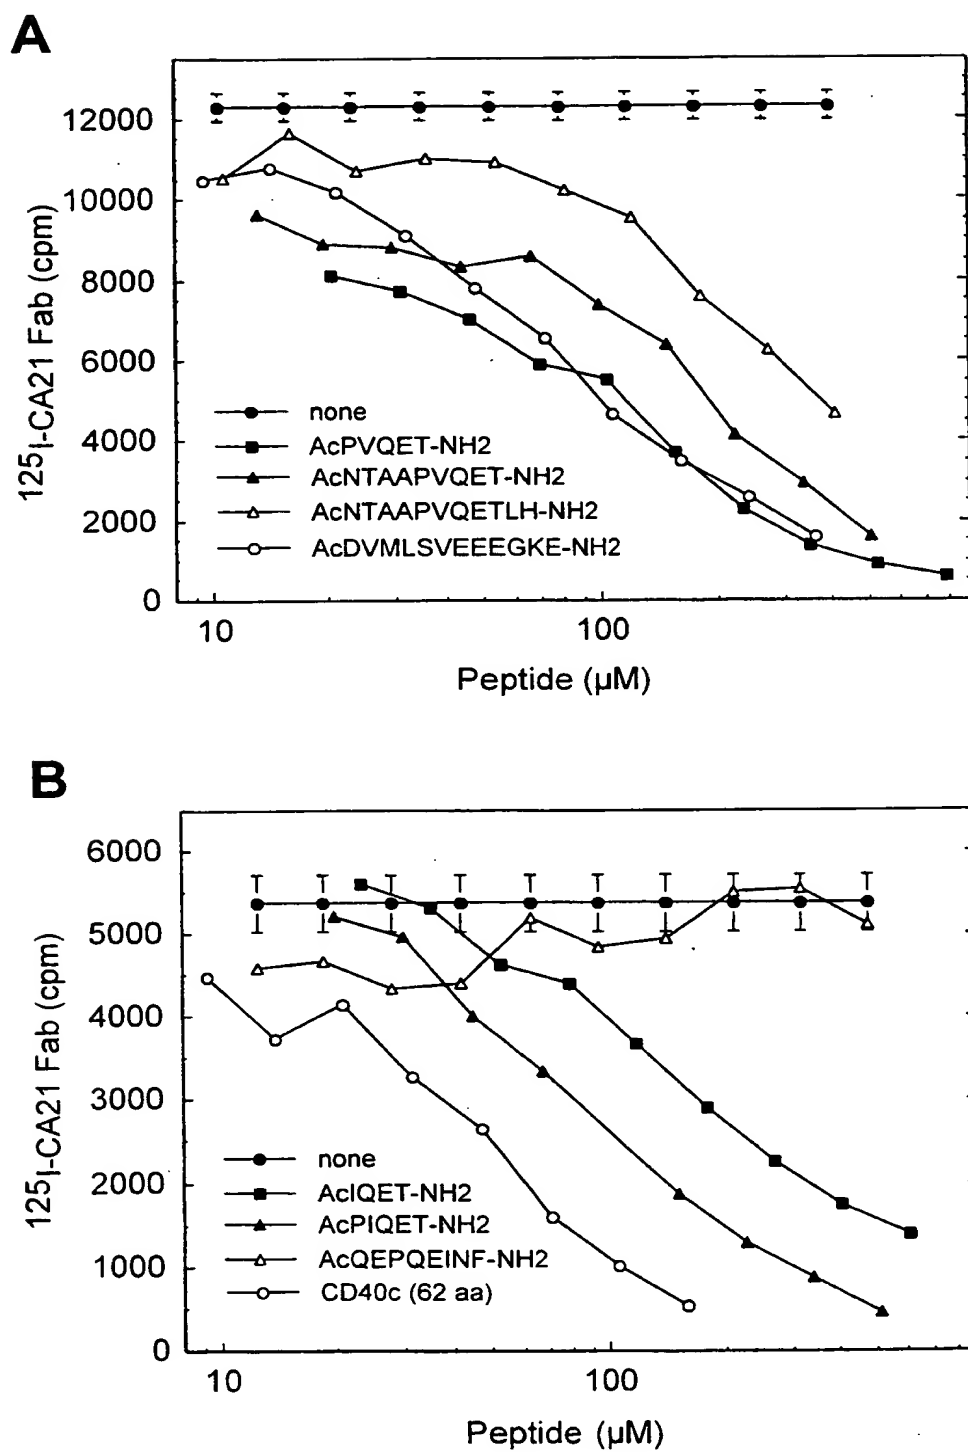 A
125I-CA21 Fab (cpm)
12000
10000
8000
6000
4000
2000
0
none
AcPVQET-NH2
AcNTAAPVQET-NH2
AcNTAAPVQETLH-NH2
AcDVMLSVEEEGKE-NH2
10 100
Peptide (µM)
B
125I-CA21 Fab (cpm)
6000
5000
4000
3000
2000
1000
0
none
AcIQET-NH2
AcPIQET-NH2
AcQEPQEINF-NH2
CD40c (62 aa)
10 100
Peptide (µM)